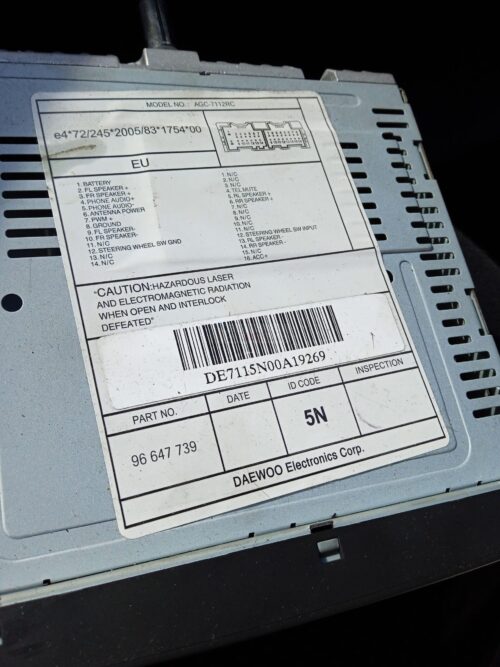 MODEL NO.: AGC-7112RC
e4*72/245*2005/83*1754*00
EU
1. BATTERY
2. FL SPEAKER +
3. FR SPEAKER +
4. PHONE AUDIO+
5. PHONE AUDIO-
6. ANTENNA POWER
7. PWM +
8. GROUND
9. FL SPEAKER-
10. FR SPEAKER-
11. N/C
12. STEERING WHEEL SW GND
13. N/C
14. N/C
1. N/C
2. N/C
3. N/C
4. TEL MUTE
5. RL SPEAKER +
6. RR SPEAKER +
7. N/C
8. N/C
9. N/C
10. N/C
11. N/C
12. STEERING WHEEL SW INPUT
13. RL SPEAKER -
14. RR SPEAKER -
15. N/C
16. ACC+
"CAUTION:HAZARDOUS LASER
AND ELECTROMAGNETIC RADIATION
WHEN OPEN AND INTERLOCK
DEFEATED"
DE7115N00A19269
PART NO. DATE ID CODE INSPECTION
96 647 739 5N
DAEWOO Electronics Corp.